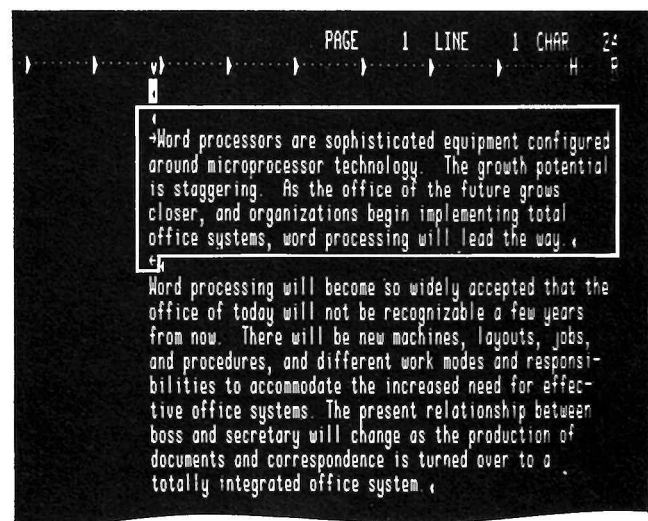 PAGE 1 LINE 1 CHAR 24
H R
Word processors are sophisticated equipment configured
around microprocessor technology. The growth potential
is staggering. As the office of the future grows
closer, and organizations begin implementing total
office systems, word processing will lead the way.
Word processing will become so widely accepted that the
office of today will not be recognizable a few years
from now. There will be new machines, layouts, jobs,
and procedures, and different work modes and responsi-
bilities to accommodate the increased need for effec-
tive office systems. The present relationship between
boss and secretary will change as the production of
documents and correspondence is turned over to a
totally integrated office system.